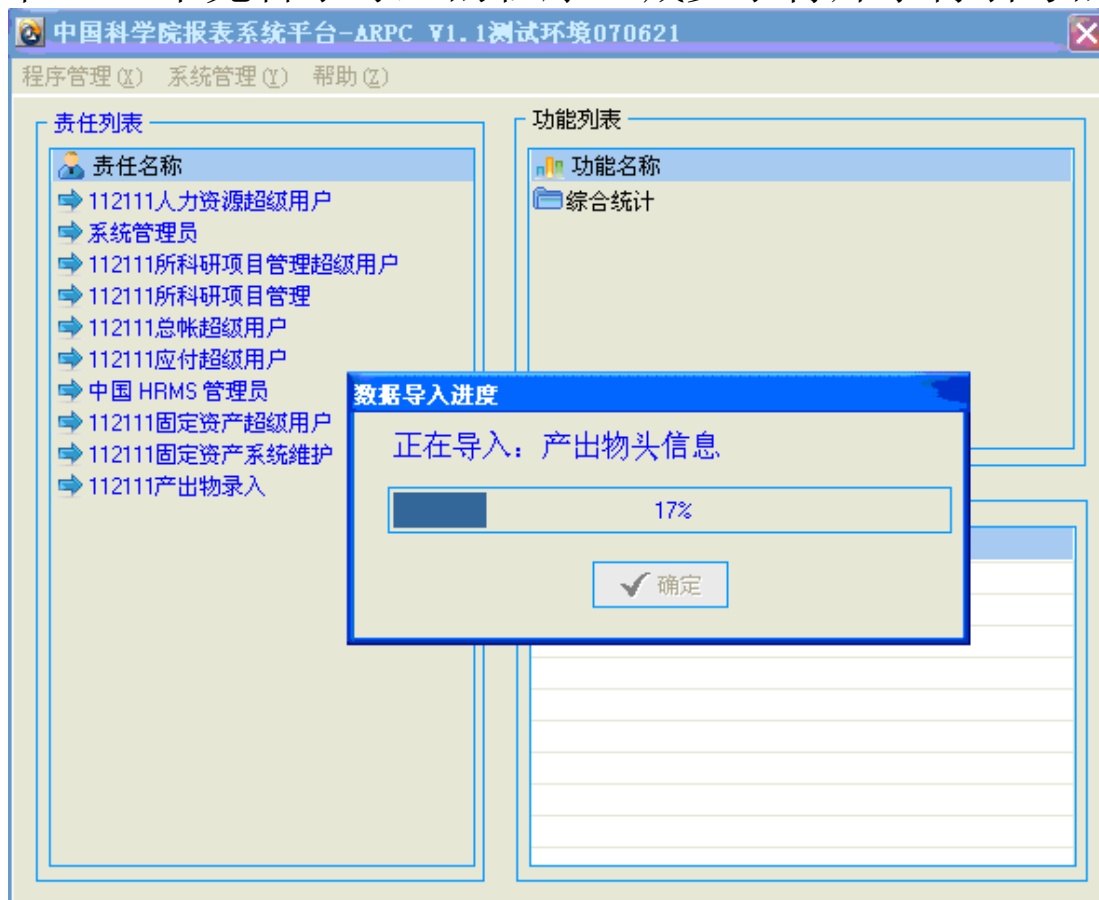 中国科学院报表系统平台-ARPC V1.1测试环境070621
程序管理(X) 系统管理(Y) 帮助(Z)
责任列表
责任名称
112111人力资源超级用户
系统管理员
112111所科研项目管理超级用户
112111所科研项目管理
112111总帐超级用户
112111应付超级用户
中国 HRMS 管理员
112111固定资产超级用户
112111固定资产系统维护
112111产出物录入
功能列表
功能名称
综合统计
数据导入进度
正在导入：产出物头信息
17%
确定